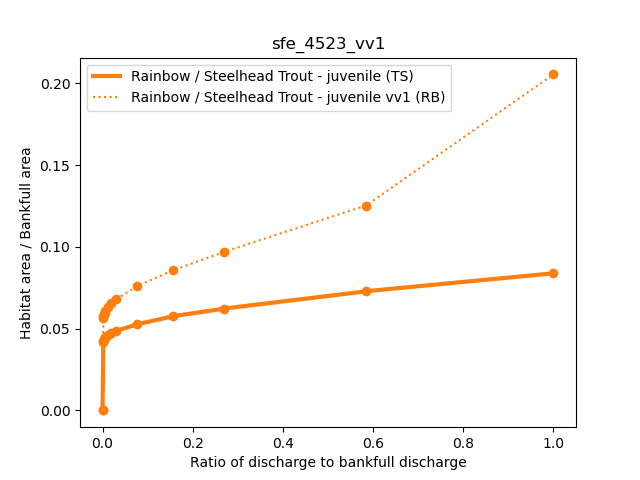 sfe_4523_vv1
Rainbow / Steelhead Trout - juvenile (TS)
Rainbow / Steelhead Trout - juvenile vv1 (RB)
Habitat area / Bankfull area
0.20
0.15
0.10
0.05
0.00
0.0 0.2 0.4 0.6 0.8 1.0
Ratio of discharge to bankfull discharge